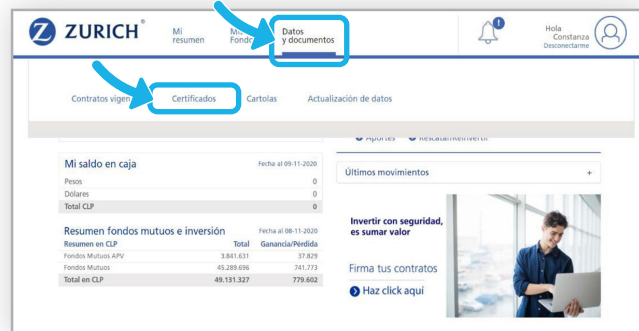 ZURICH®
Mi
resumen
Datos
y documentos
!
Hola
Constanza
Desconectarme
Contratos
Certificados
Cartolas
Actualización de datos
Aportes
Mi saldo en caja
Fecha al 09-11-2020
Pesos 0
Dólares 0
Total CLP 0
Últimos movimientos +
Resumen fondos mutuos e inversión
Fecha al 08-11-2020
Resumen en CLP Total Ganancia/Pérdida
Fondos Mutuos APV 3.841.631 37.829
Fondos Mutuos 45.289.696 741.773
Total en CLP 49.131.327 779.602
Invertir con seguridad,
es sumar valor
Firma tus contratos
Haz click aquí